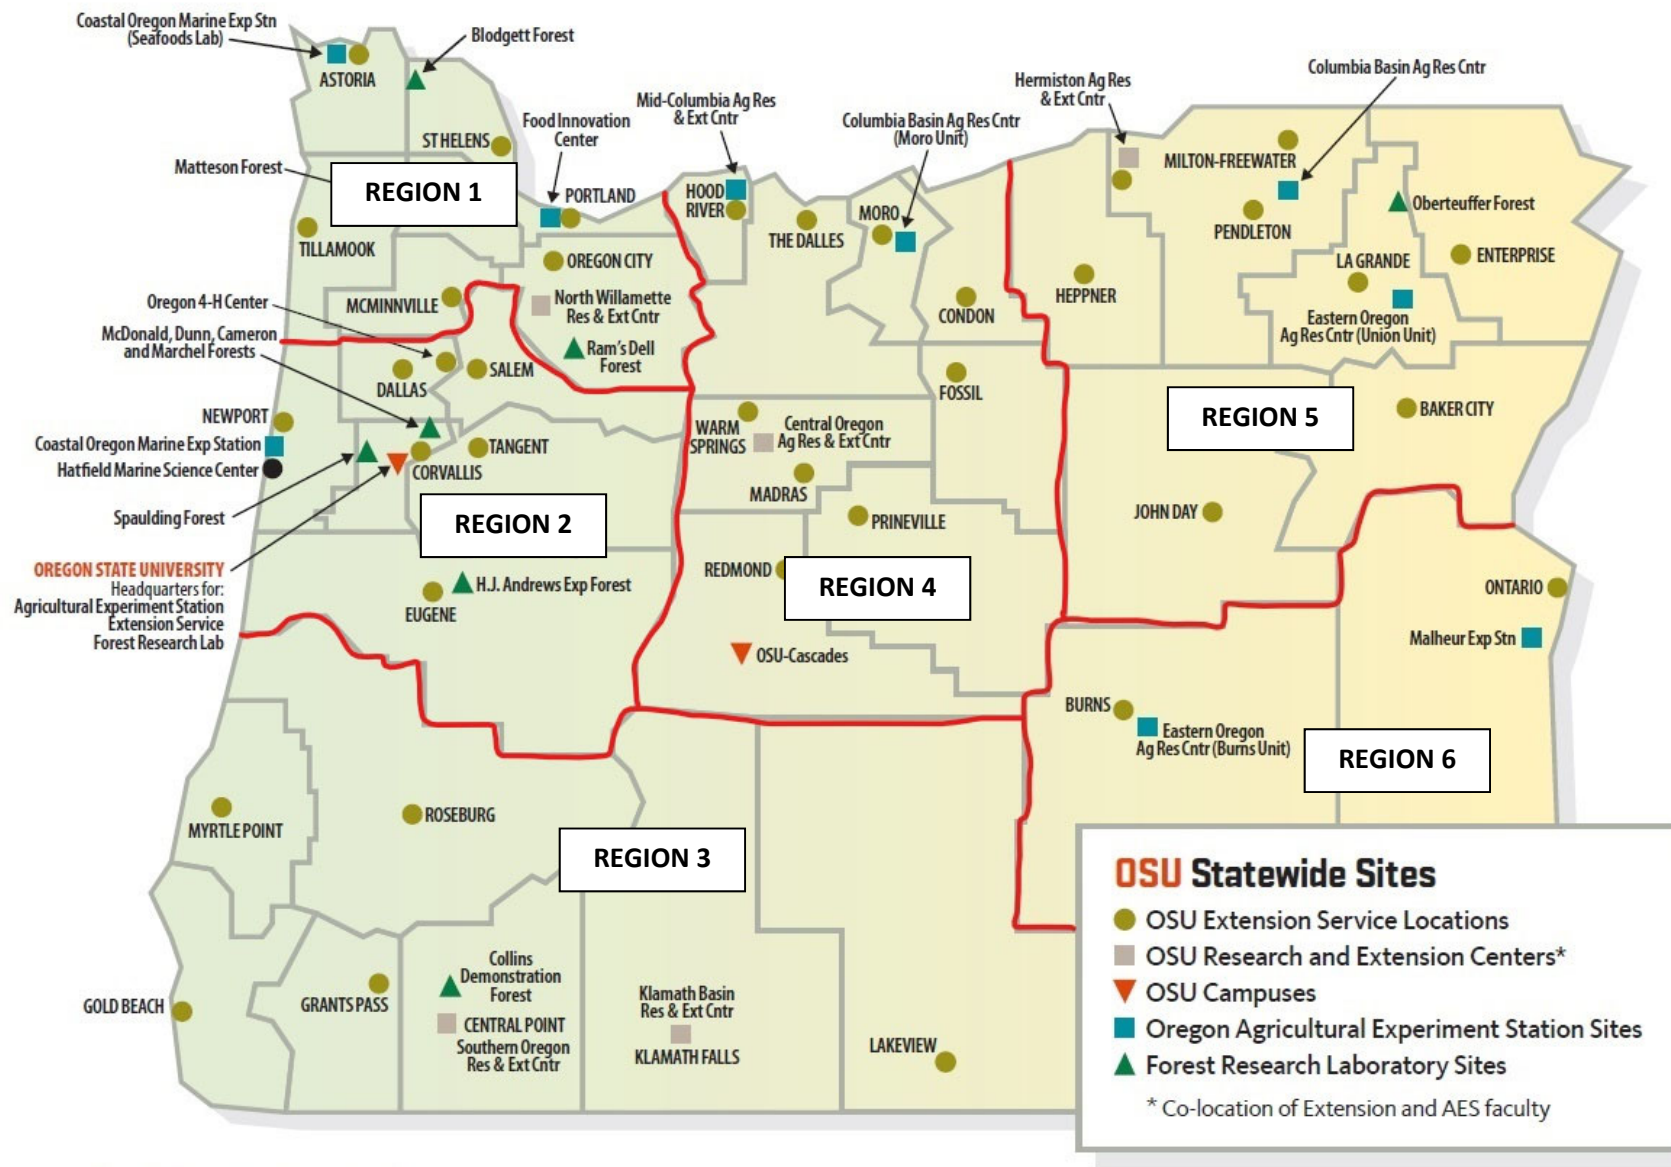 Coastal Oregon Marine Exp Stn
(Seafoods Lab)
ASTORIA
Blodgett Forest
ST HELENS
Matteson Forest
REGION 1
Food Innovation
Center
PORTLAND
Mid-Columbia Ag Res
& Ext Cntr
HOOD
RIVER
THE DALLES
Columbia Basin Ag Res Cntr
(Moro Unit)
MORO
Hermiston Ag Res
& Ext Cntr
Columbia Basin Ag Res Cntr
MILTON-FREEWATER
PENDLETON
Oberteuffer Forest
ENTERPRISE
LA GRANDE
Eastern Oregon
Ag Res Cntr (Union Unit)
TILLAMOOK
OREGON CITY
MCMINNVILLE
North Willamette
Res & Ext Cntr
Ram's Dell
Forest
CONDON
HEPPNER
Oregon 4-H Center
McDonald, Dunn, Cameron
and Marchel Forests
DALLAS
SALEM
NEWPORT
Coastal Oregon Marine Exp Station
Hatfield Marine Science Center
TANGENT
CORVALLIS
Spaulding Forest
REGION 2
WARM
SPRINGS
Central Oregon
Ag Res & Ext Cntr
MADRAS
FOSSIL
REGION 5
BAKER CITY
PRINEVILLE
JOHN DAY
OREGON STATE UNIVERSITY
Headquarters for:
Agricultural Experiment Station
Extension Service
Forest Research Lab
EUGENE
H.J. Andrews Exp Forest
REDMOND
REGION 4
OSU-Cascades
ONTARIO
Malheur Exp Stn
BURNS
Eastern Oregon
Ag Res Cntr (Burns Unit)
REGION 6
MYRTLE POINT
ROSEBURG
REGION 3
GOLD BEACH
GRANTS PASS
Collins
Demonstration
Forest
CENTRAL POINT
Southern Oregon
Res & Ext Cntr
Klamath Basin
Res & Ext Cntr
KLAMATH FALLS
LAKEVIEW
OSU Statewide Sites
OSU Extension Service Locations
OSU Research and Extension Centers*
OSU Campuses
Oregon Agricultural Experiment Station Sites
Forest Research Laboratory Sites
* Co-location of Extension and AES faculty